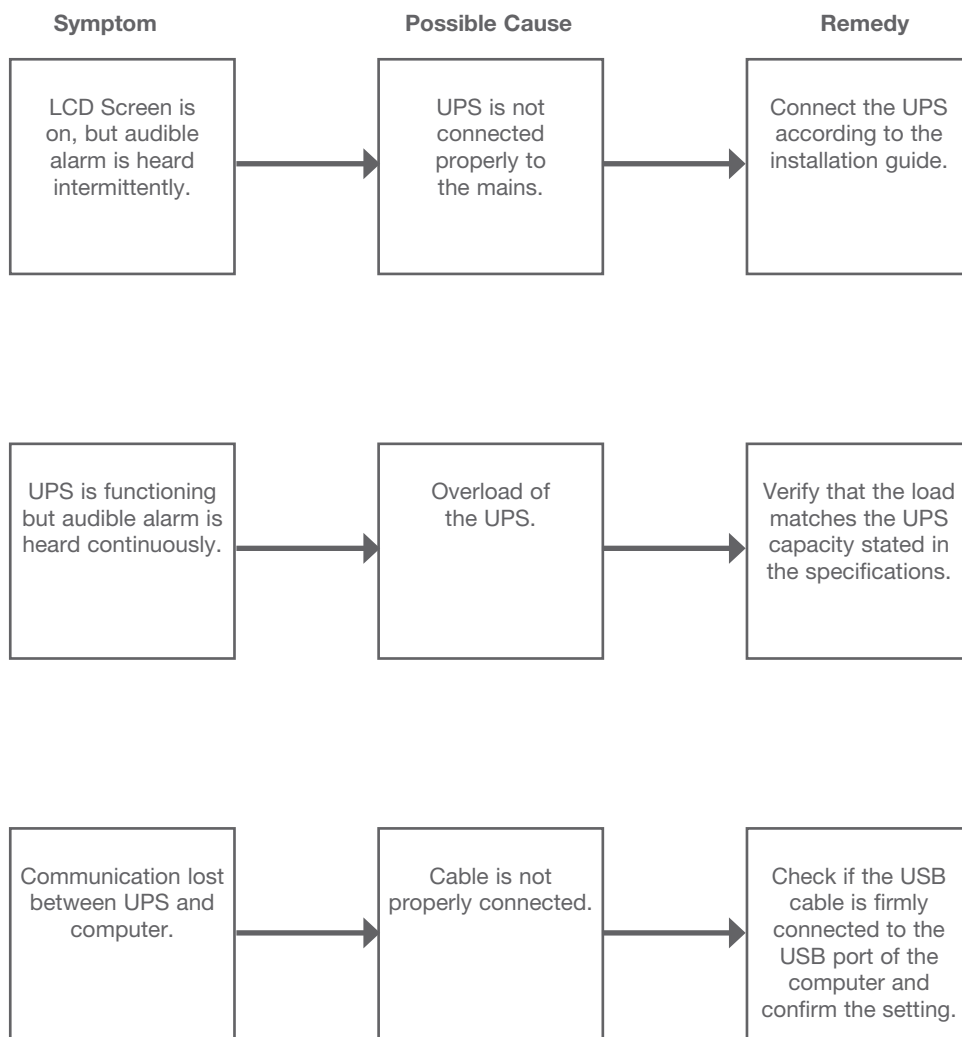 Symptom
Possible Cause
Remedy
LCD Screen is
on, but audible
alarm is heard
intermittently.
UPS is not
connected
properly to
the mains.
Connect the UPS
according to the
installation guide.
UPS is functioning
but audible alarm is
heard continuously.
Overload of
the UPS.
Verify that the load
matches the UPS
capacity stated in
the specifications.
Communication lost
between UPS and
computer.
Cable is not
properly connected.
Check if the USB
cable is firmly
connected to the
USB port of the
computer and
confirm the setting.